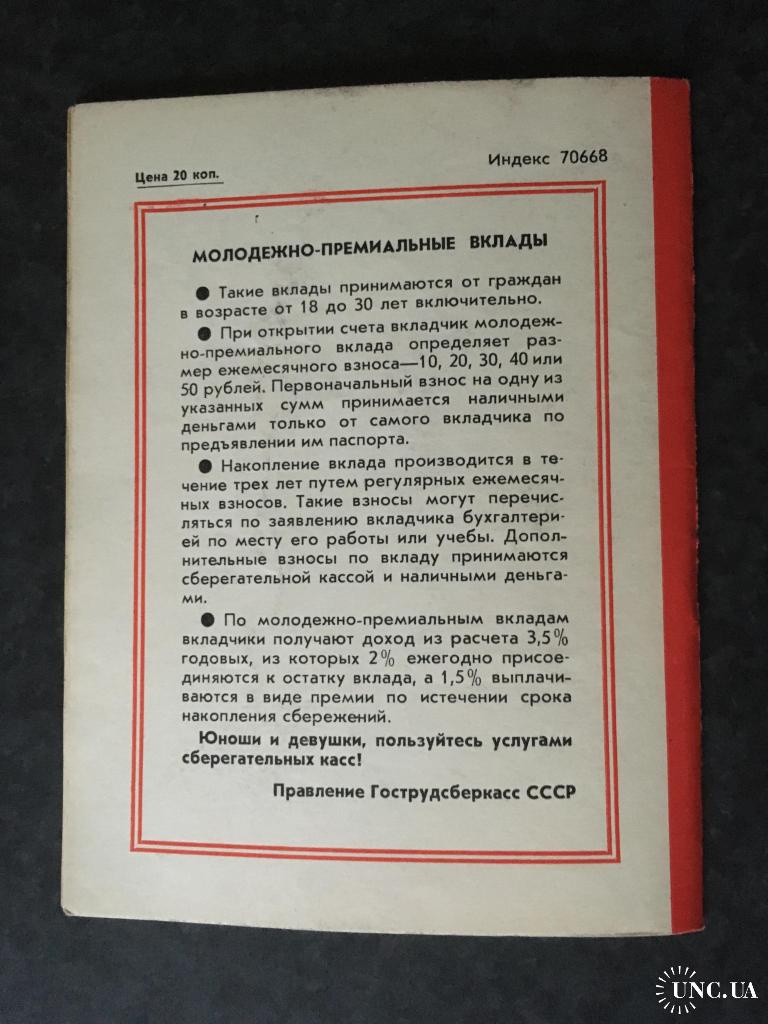 Цена 20 коп.
Индекс 70668
МОЛОДЕЖНО-ПРЕМИАЛЬНЫЕ ВКЛАДЫ
● Такие вклады принимаются от граждан
в возрасте от 18 до 30 лет включительно.
● При открытии счета вкладчик молодеж-
но-премиального вклада определяет раз-
мер ежемесячного взноса—10, 20, 30, 40 или
50 рублей. Первоначальный взнос на одну из
указанных сумм принимается наличными
деньгами только от самого вкладчика по
предъявлении им паспорта.
● Накопление вклада производится в те-
чение трех лет путем регулярных ежемесяч-
ных взносов. Такие взносы могут перечис-
ляться по заявлению вкладчика бухгалтери-
ей по месту его работы или учебы. Допол-
нительные взносы по вкладу принимаются
сберегательной кассой и наличными деньга-
ми.
● По молодежно-премиальным вкладам
вкладчики получают доход из расчета 3,5%
годовых, из которых 2% ежегодно присое-
диняются к остатку вклада, а 1,5% выплачи-
ваются в виде премии по истечении срока
накопления сбережений.
Юноши и девушки, пользуйтесь услугами
сберегательных касс!
Правление Гострудсберкасс СССР
UNC.UA